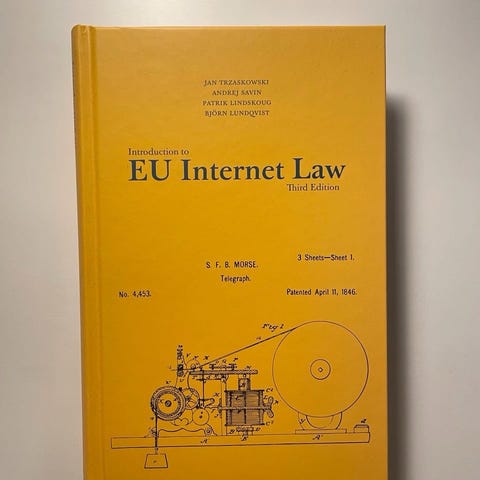 JAN TRZASKOWSKI
ANDREJ SAVIN
PATRIK LINDSKOUG
BJÖRN LUNDQVIST
Introduction to
EU Internet Law
Third Edition
3 Sheets—Sheet 1.
S. F. B. MORSE.
Telegraph.
No. 4,453.
Patented April 11, 1846.